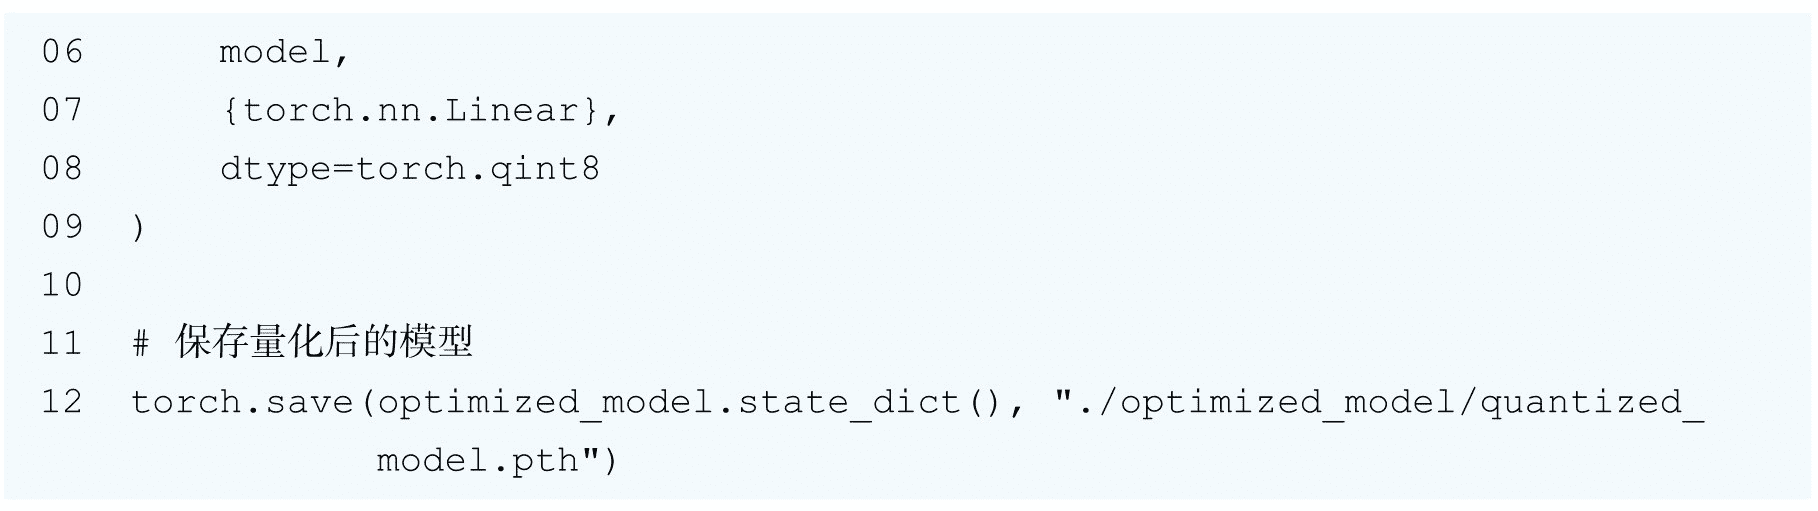 06      model,
07      {torch.nn.Linear},
08      dtype=torch.qint8
09  )
10
11  # 保存量化后的模型
12  torch.save(optimized_model.state_dict(), "./optimized_model/quantized_
model.pth")